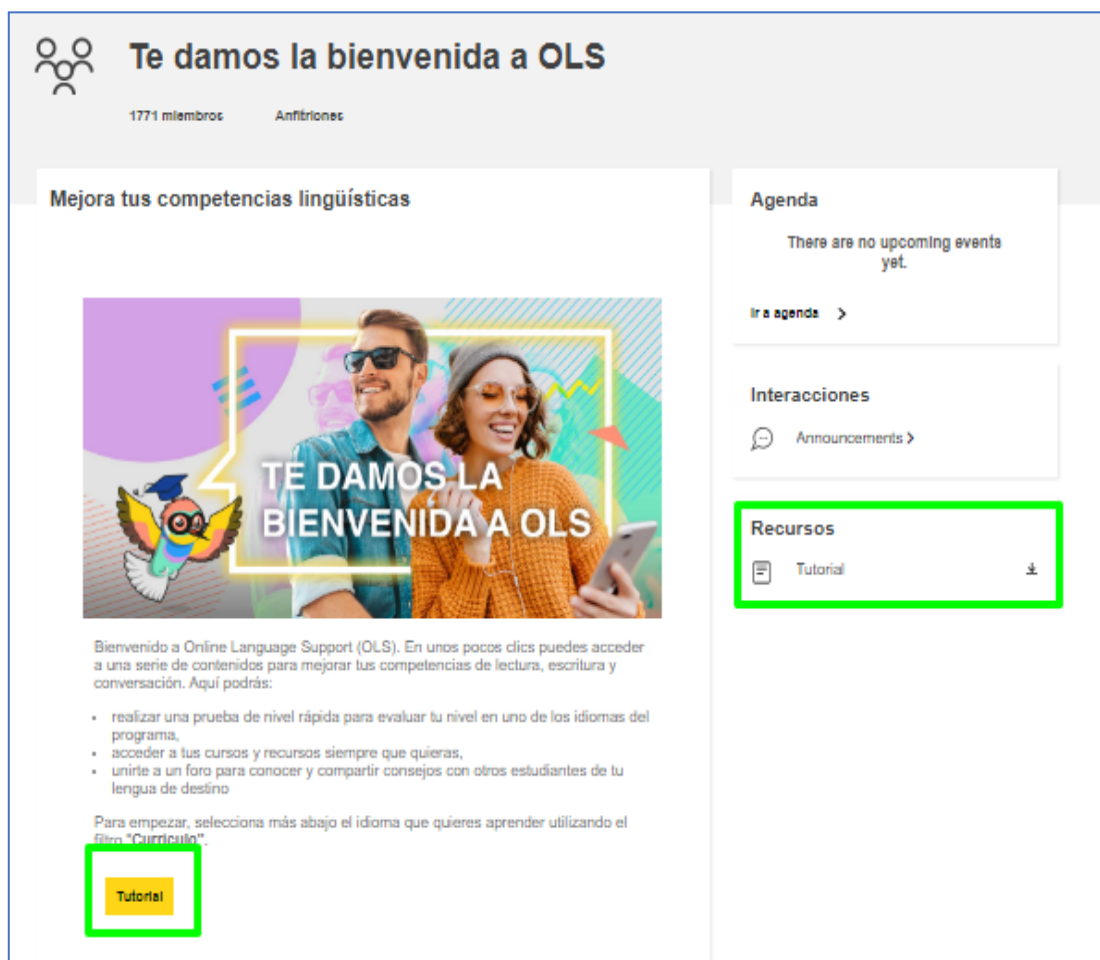 Te damos la bienvenida a OLS
1771 miembros Anfitriones
Mejora tus competencias lingüísticas
TE DAMOS LA
BIENVENIDA A OLS
Bienvenido a Online Language Support (OLS). En unos pocos clics puedes acceder
a una serie de contenidos para mejorar tus competencias de lectura, escritura y
conversación. Aquí podrás:
• realizar una prueba de nivel rápida para evaluar tu nivel en uno de los idiomas del
programa,
• acceder a tus cursos y recursos siempre que quieras,
• unirte a un foro para conocer y compartir consejos con otros estudiantes de tu
lengua de destino
Para empezar, selecciona más abajo el idioma que quieres aprender utilizando el
filtro "Currículo".
Tutorial
Agenda
There are no upcoming events
yet.
Ir a agenda >
Interacciones
Announcements >
Recursos
Tutorial